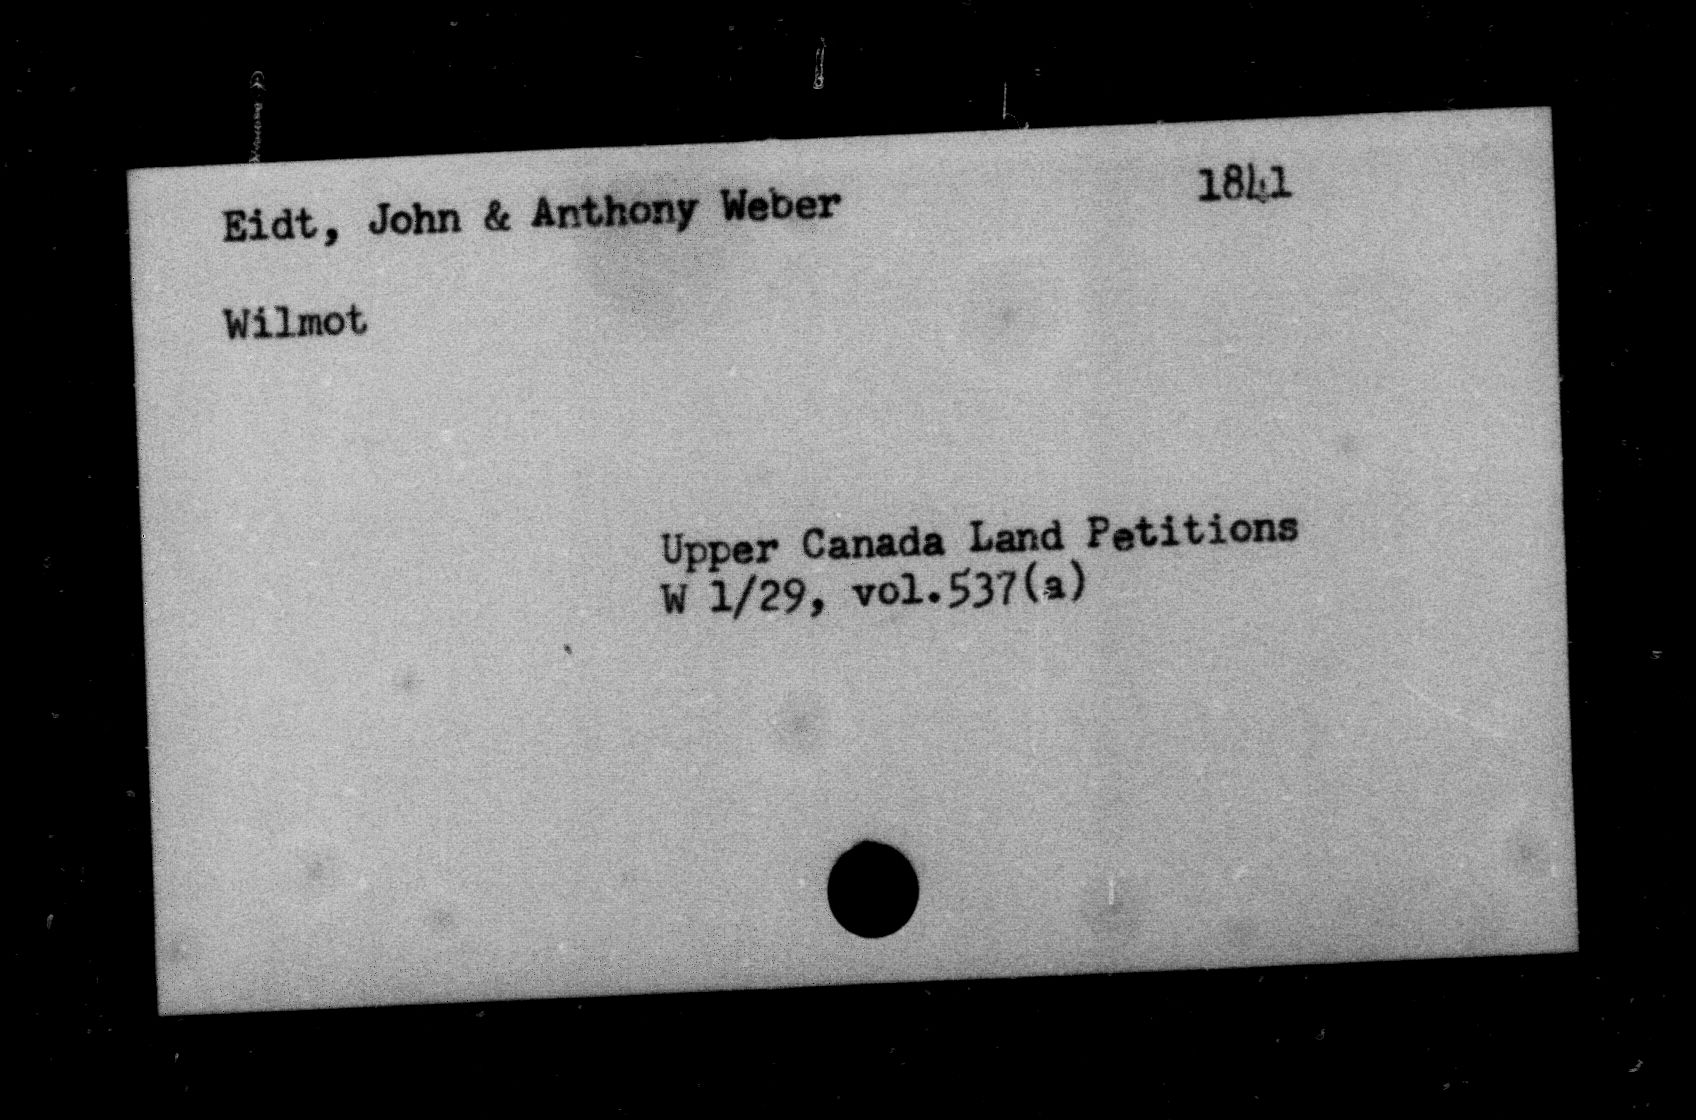 Eidt, John & Anthony Weber 1841
Wilmot
Upper Canada Land Petitions
W 1/29, vol.537(a)